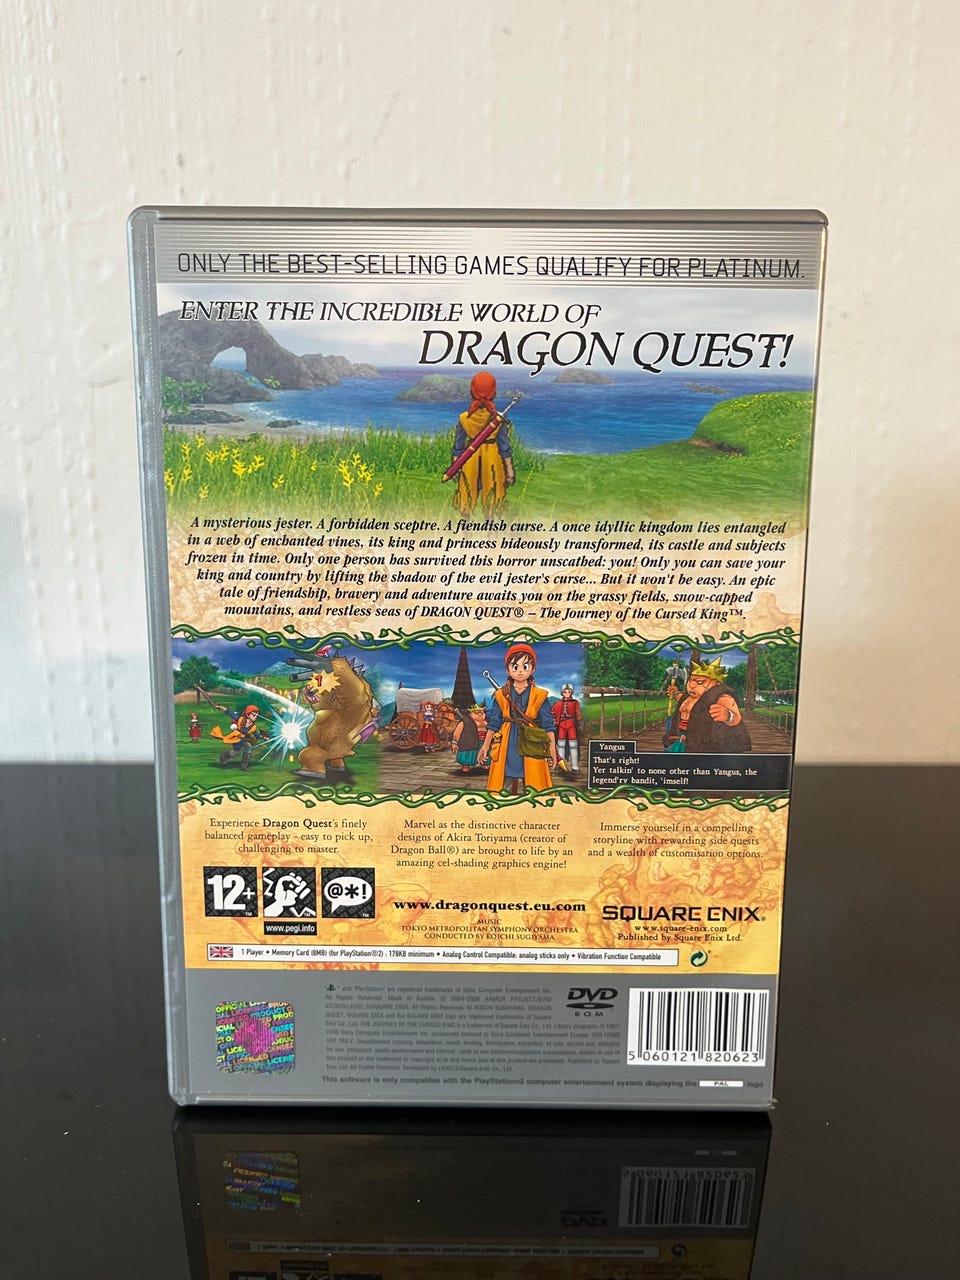 ONLY THE BEST-SELLING GAMES QUALIFY FOR PLATINUM.
ENTER THE INCREDIBLE WORLD OF
DRAGON QUEST!
A mysterious jester. A forbidden sceptre. A fiendish curse. A once idyllic kingdom lies entangled
in a web of enchanted vines, its king and princess hideously transformed, its castle and subjects
frozen in time. Only one person has survived this horror unscathed: you! Only you can save your
king and country by lifting the shadow of the evil jester's curse... But it won't be easy. An epic
tale of friendship, bravery and adventure awaits you on the grassy fields, snow-capped
mountains, and restless seas of DRAGON QUEST® – The Journey of the Cursed King™.
1
Yangus
That's right!
Yer talkin' to none other than Yangus, the
legend'ry bandit, 'imself!
Experience Dragon Quest's finely
balanced gameplay - easy to pick up,
challenging to master.
Marvel as the distinctive character
designs of Akira Toriyama (creator of
Dragon Ball®) are brought to life by an
amazing cel-shading graphics engine!
Immerse yourself in a compelling
storyline with rewarding side quests
and a wealth of customisation options.
12+
@*!
www.pegi.info
www.dragonquest.eu.com
MUSIC
TOKYO METROPOLITAN SYMPHONY ORCHESTRA
CONDUCTED BY KOICHI SUGIYAMA
SQUARE ENIX®
www.square-enix.com
Published by Square Enix Ltd.
1 Player • Memory Card (8MB) (for PlayStation®2) : 178KB minimum • Analog Control Compatible: analog sticks only • Vibration Function Compatible
DVD
ROM
5 060121 820623
This software is only compatible with the PlayStation2 computer entertainment system displaying the PAL logo